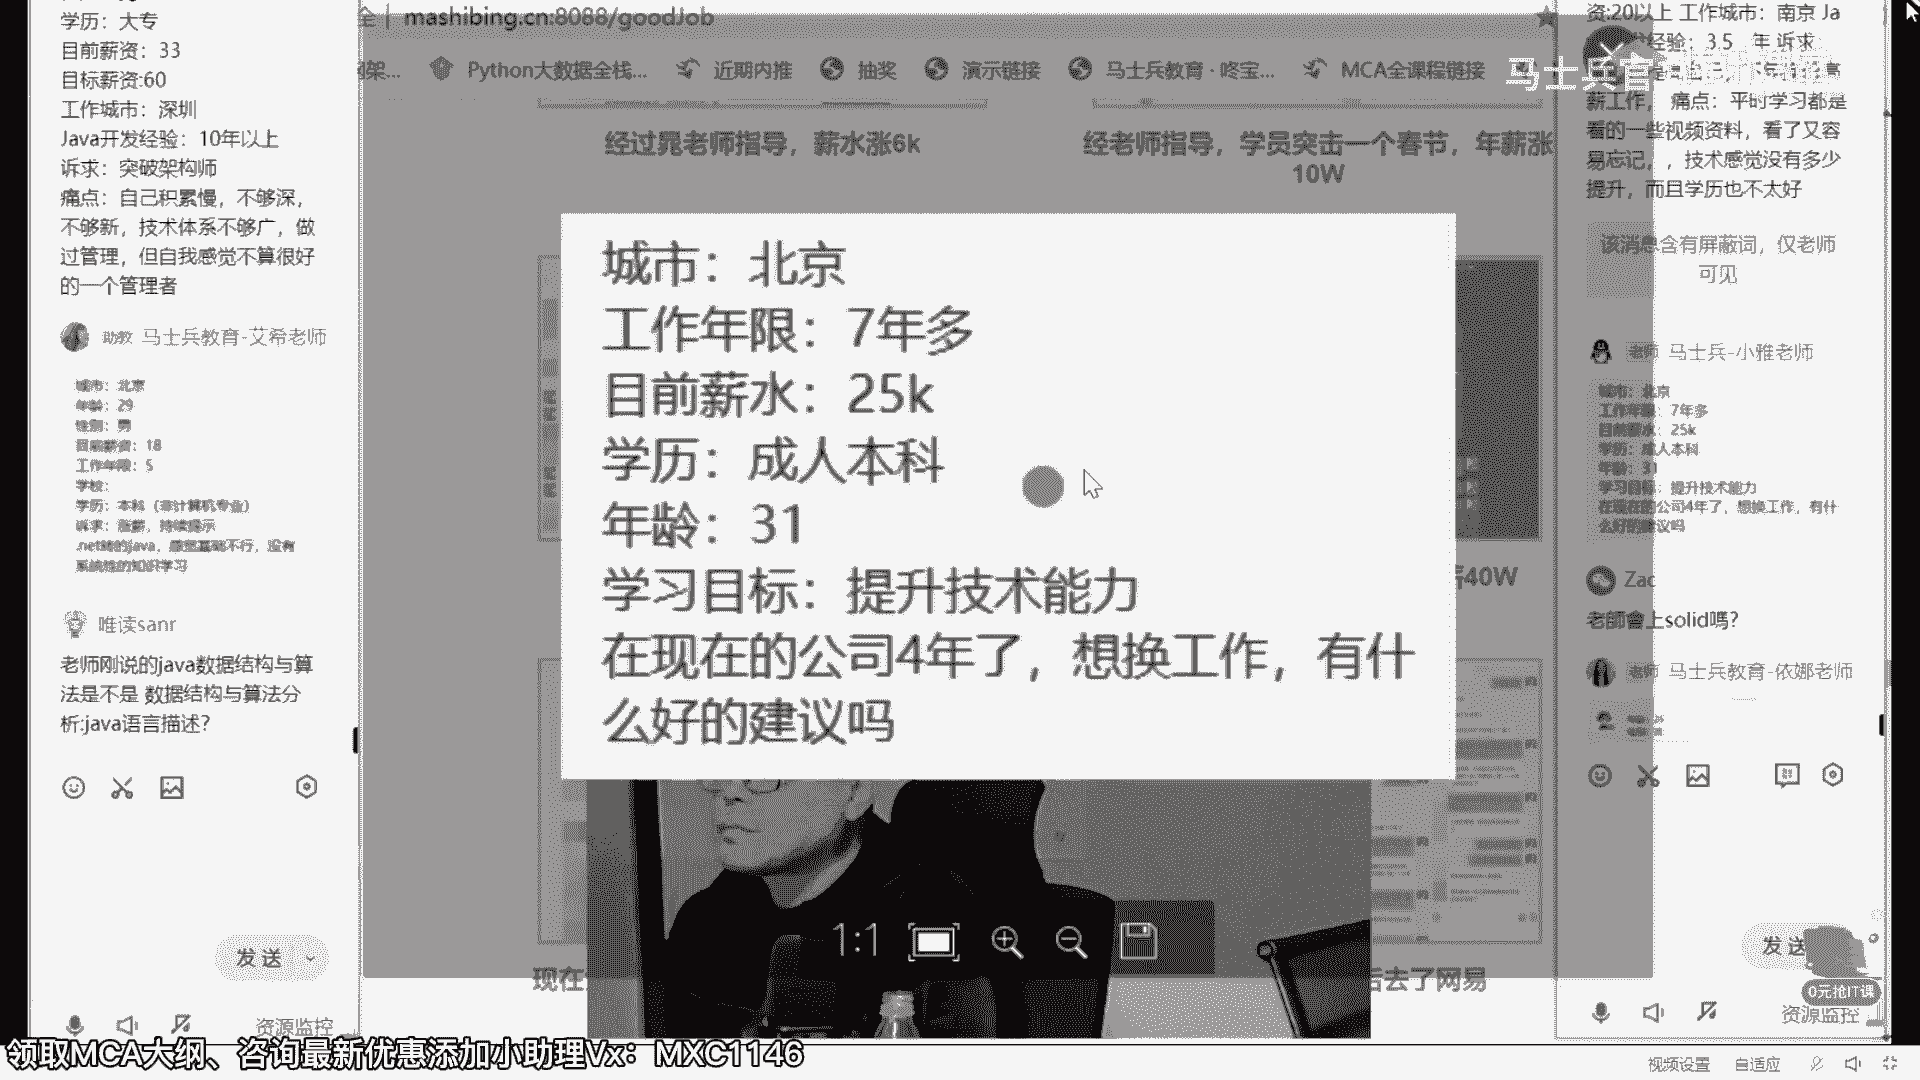 学历：大专
目前薪资：33
目标薪资:60
工作城市：深圳
Java开发经验：10年以上
诉求：突破架构师
痛点：自己积累慢，不够深，
不够新，技术体系不够广，做
过管理，但自我感觉不算很好
的一个管理者
助教 马士兵教育-艾希老师
城市：北京
年龄：29
性别：男
目前薪资：18
工作年限：5
学校：
学历：本科（非计算机专业）
诉求：涨薪，持续提示
.net转的java，感觉基础不行，没有
系统性的知识学习
唯读sanr
老师刚说的java数据结构与算
法是不是 数据结构与算法分
析:java语言描述?
发送
资源监控
mashibing.cn:8088/goodJob
架...
Python大数据全栈...
近期内推
抽奖
演示链接
马士兵教育·咚宝...
MCA全课程链接
经过晁老师指导，薪水涨6k
经老师指导，学员突击一个春节，年薪涨
10W
城市：北京
工作年限：7年多
目前薪水：25k
学历：成人本科
年龄：31
学习目标：提升技术能力
在现在的公司4年了，想换工作，有什
么好的建议吗
薪40W
1:1
现在
后去了网易
资:20以上 工作城市：南京 Ja
经验：3.5 年 诉求
马士兵官
薪工作， 痛点：平时学习都是
看的一些视频资料，看了又容
易忘记，，技术感觉没有多少
提升，而且学历也不太好
该消息含有屏蔽词，仅老师
可见
老师 马士兵-小雅老师
城市：北京
工作年限：7年多
目前薪水：25k
学历：成人本科
年龄：31
学习目标：提升技术能力
在现在的公司4年了，想换工作，有什
么好的建议吗
Zac
老師會上solid嗎?
老师 马士兵教育-依娜老师
发送
0元抢IT课
资源监控
领取MCA大纲、咨询最新优惠添加小助理Vx：MXC1146
视频设置 自适应